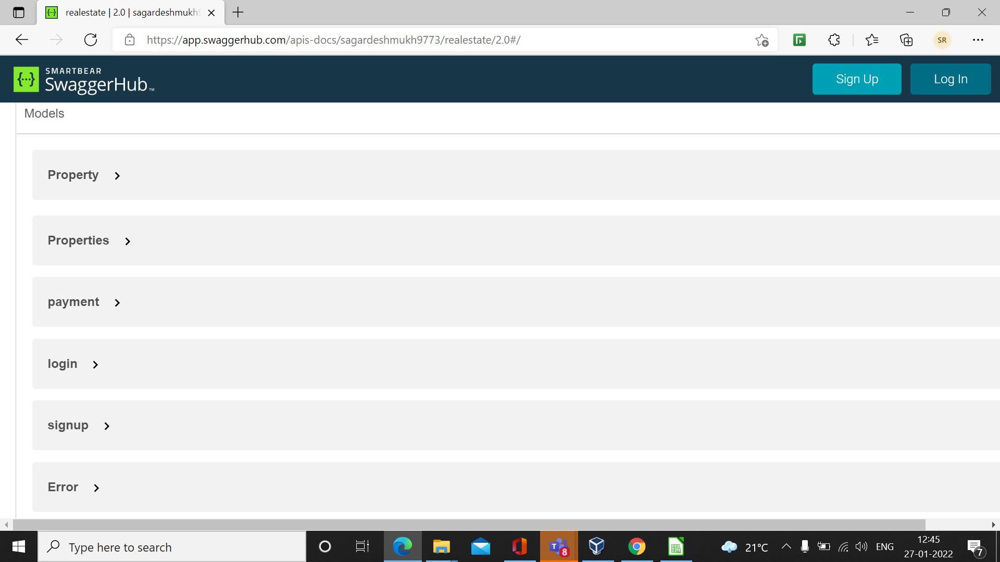 realestate | 2.0 | sagardeshmukh9
https://app.swaggerhub.com/apis-docs/sagardeshmukh9773/realestate/2.0#/
SR
SMARTBEAR
SwaggerHub™
Sign Up
Log In
Models
Property
Properties
payment
login
signup
Error
Type here to search
8
21°C
ENG
12:45
27-01-2022
7